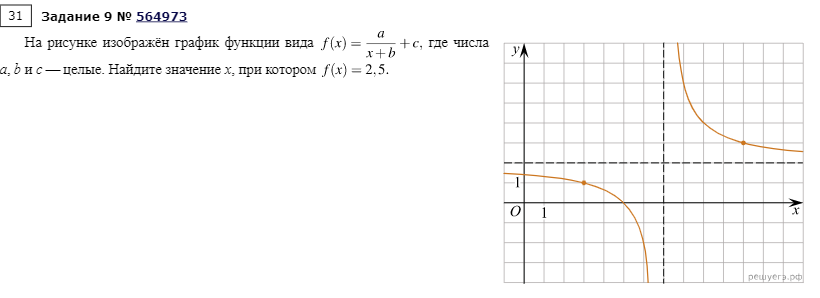 31 Задание 9 № 564973
На рисунке изображён график функции вида f(x) = a/(x+b) + c, где числа
a, b и c — целые. Найдите значение x, при котором f(x) = 2,5.
y
1
O 1 x
решуегэ.рф